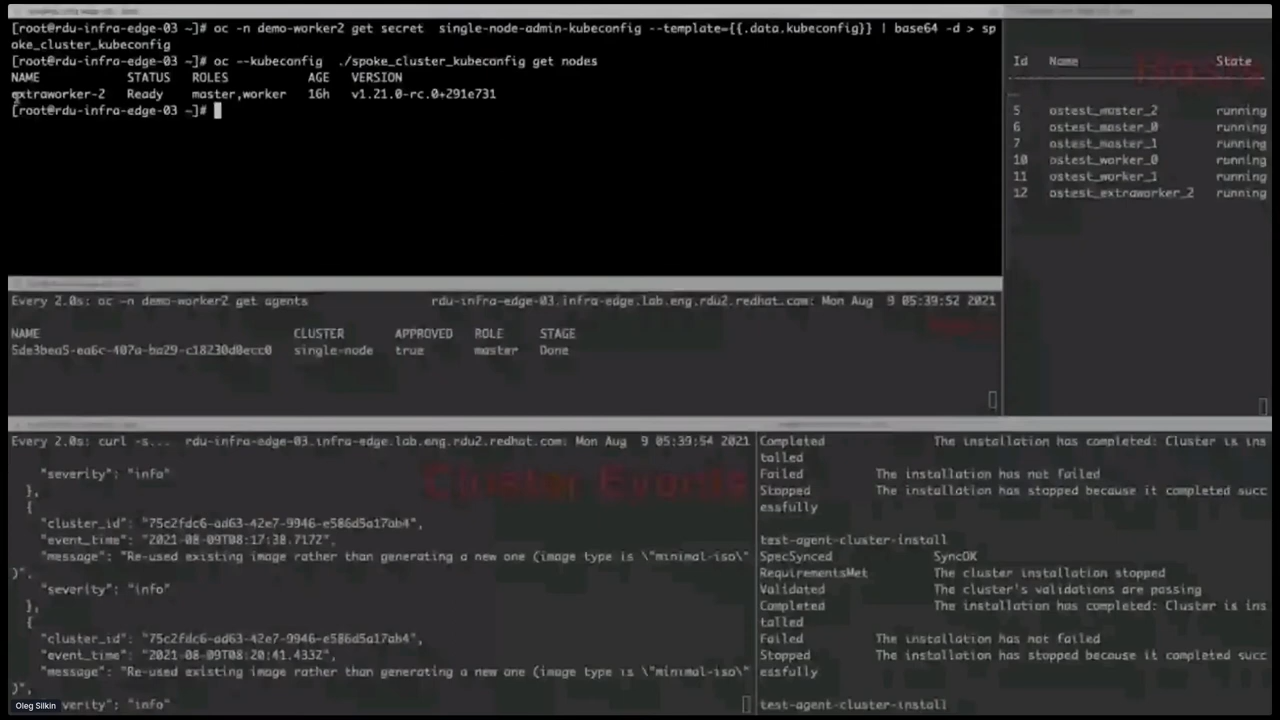 [root@rdu-infra-edge-03 ~]# oc -n demo-worker2 get secret  single-node-admin-kubeconfig --template={{.data.kubeconfig}} | base64 -d > sp
oke_cluster_kubeconfig
[root@rdu-infra-edge-03 ~]# oc --kubeconfig  ./spoke_cluster_kubeconfig get nodes
NAME STATUS ROLES AGE VERSION
extraworker-2 Ready master,worker 16h v1.21.0-rc.0+291e731
[root@rdu-infra-edge-03 ~]#
Hosts
Id Name State
5 ostest_master_2 running
6 ostest_master_0 running
7 ostest_master_1 running
10 ostest_worker_0 running
11 ostest_worker_1 running
12 ostest_extraworker_2 running
Every 2.0s: oc -n demo-worker2 get agents rdu-infra-edge-03.infra-edge.lab.eng.rdu2.redhat.com: Mon Aug  9 05:39:52 2021
NAME CLUSTER APPROVED ROLE STAGE
5de3bea5-ea6c-407a-ba29-c18230d0ecc0 single-node true master Done
Every 2.0s: curl -s...  rdu-infra-edge-03.infra-edge.lab.eng.rdu2.redhat.com: Mon Aug  9 05:39:54 2021
Cluster Events
"severity": "info"
},
{
"cluster_id": "75c2fdc6-ad63-42e7-9946-e586d5a17ab4",
"event_time": "2021-08-09T08:17:38.717Z",
"message": "Re-used existing image rather than generating a new one (image type is \"minimal-iso\"
)",
"severity": "info"
},
{
"cluster_id": "75c2fdc6-ad63-42e7-9946-e586d5a17ab4",
"event_time": "2021-08-09T08:20:41.433Z",
"message": "Re-used existing image rather than generating a new one (image type is \"minimal-iso\"
)",
verity": "info"
Oleg Silkin
Completed The installation has completed: Cluster is ins
talled
Failed The installation has not failed
Stopped The installation has stopped because it completed succ
essfully
test-agent-cluster-install
SpecSynced SyncOK
RequirementsMet The cluster installation stopped
Validated The cluster's validations are passing
Completed The installation has completed: Cluster is ins
talled
Failed The installation has not failed
Stopped The installation has stopped because it completed succ
essfully
test-agent-cluster-install